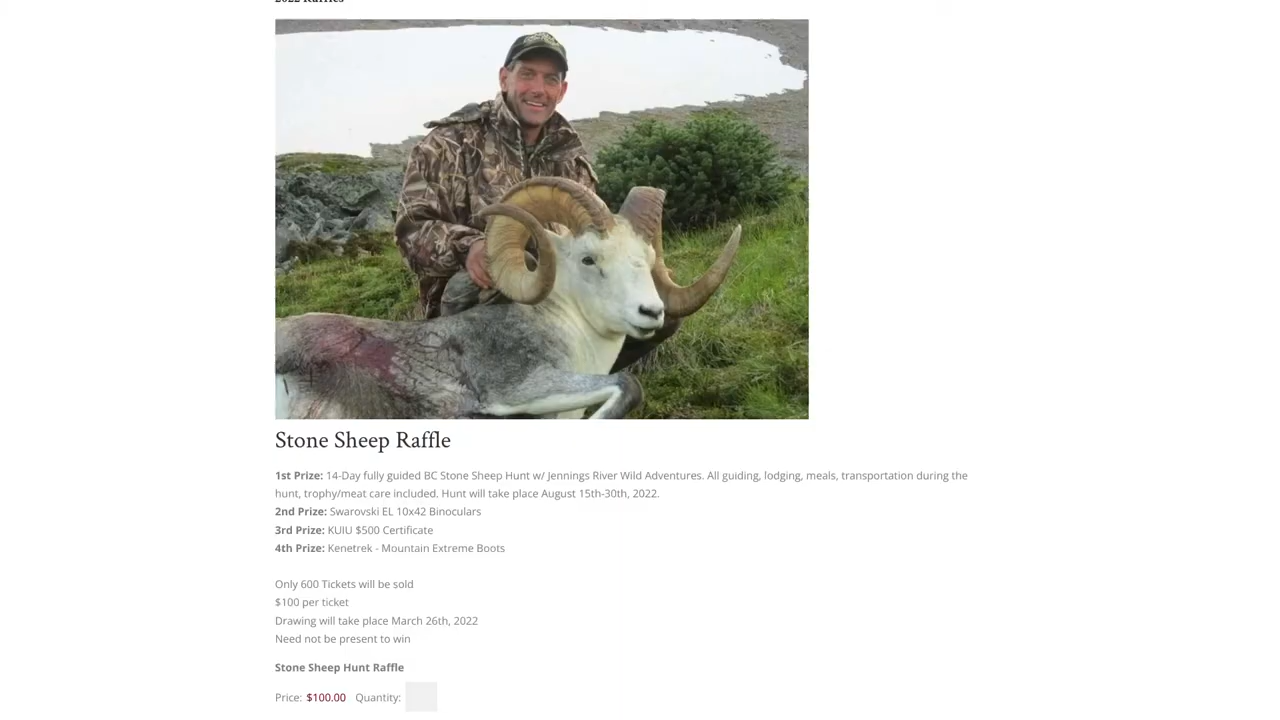 2022 Raffles
Stone Sheep Raffle
1st Prize: 14-Day fully guided BC Stone Sheep Hunt w/ Jennings River Wild Adventures. All guiding, lodging, meals, transportation during the
hunt, trophy/meat care included. Hunt will take place August 15th-30th, 2022.
2nd Prize: Swarovski EL 10x42 Binoculars
3rd Prize: KUIU $500 Certificate
4th Prize: Kenetrek - Mountain Extreme Boots
Only 600 Tickets will be sold
$100 per ticket
Drawing will take place March 26th, 2022
Need not be present to win
Stone Sheep Hunt Raffle
Price: $100.00 Quantity: